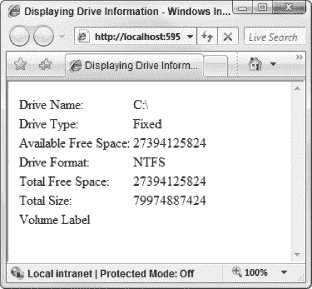 Displaying Drive Information - Windows In...
http://localhost:595
Live Search
Displaying Drive Inform...
Drive Name: C:\
Drive Type: Fixed
Available Free Space: 27394125824
Drive Format: NTFS
Total Free Space: 27394125824
Total Size: 79974887424
Volume Label
Local intranet | Protected Mode: Off
100%